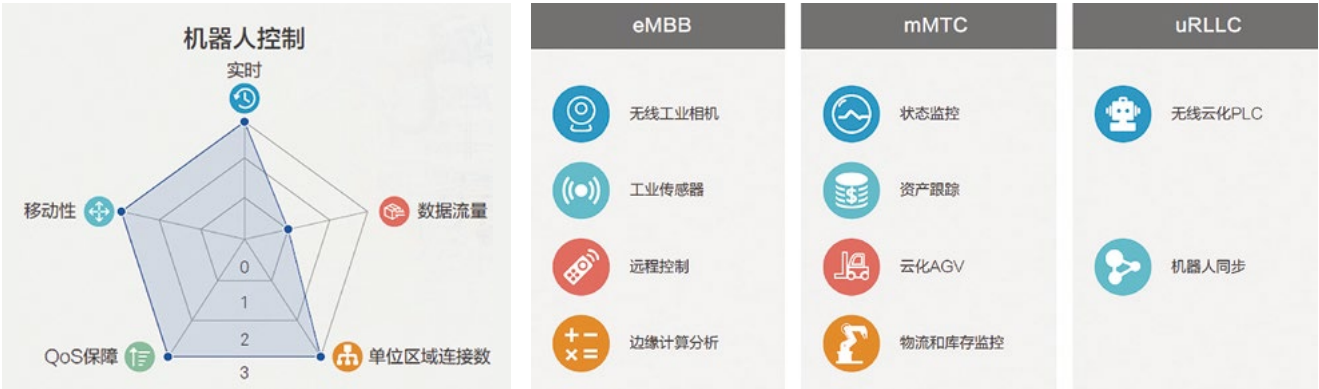 机器人控制
实时
移动性
数据流量
0
1
2
3
QoS保障
单位区域连接数
eMBB
无线工业相机
工业传感器
远程控制
边缘计算分析
mMTC
状态监控
资产跟踪
云化AGV
物流和库存监控
uRLLC
无线云化PLC
机器人同步